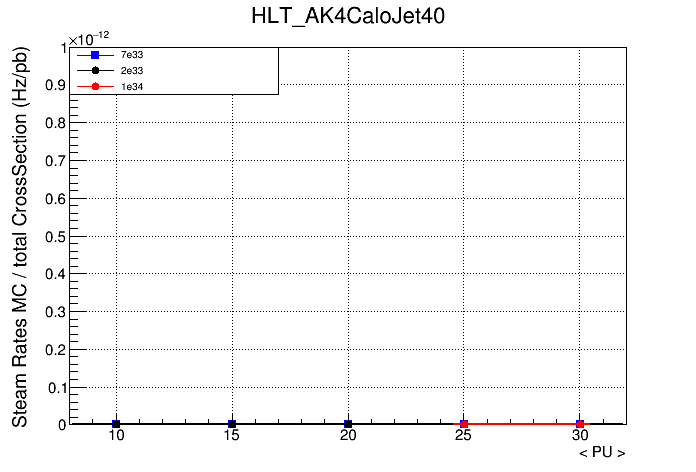 HLT_AK4CaloJet40
×10⁻¹²
Steam Rates MC / total CrossSection (Hz/pb)
1
0.9
0.8
0.7
0.6
0.5
0.4
0.3
0.2
0.1
0
7e33
2e33
1e34
10 15 20 25 30
< PU >